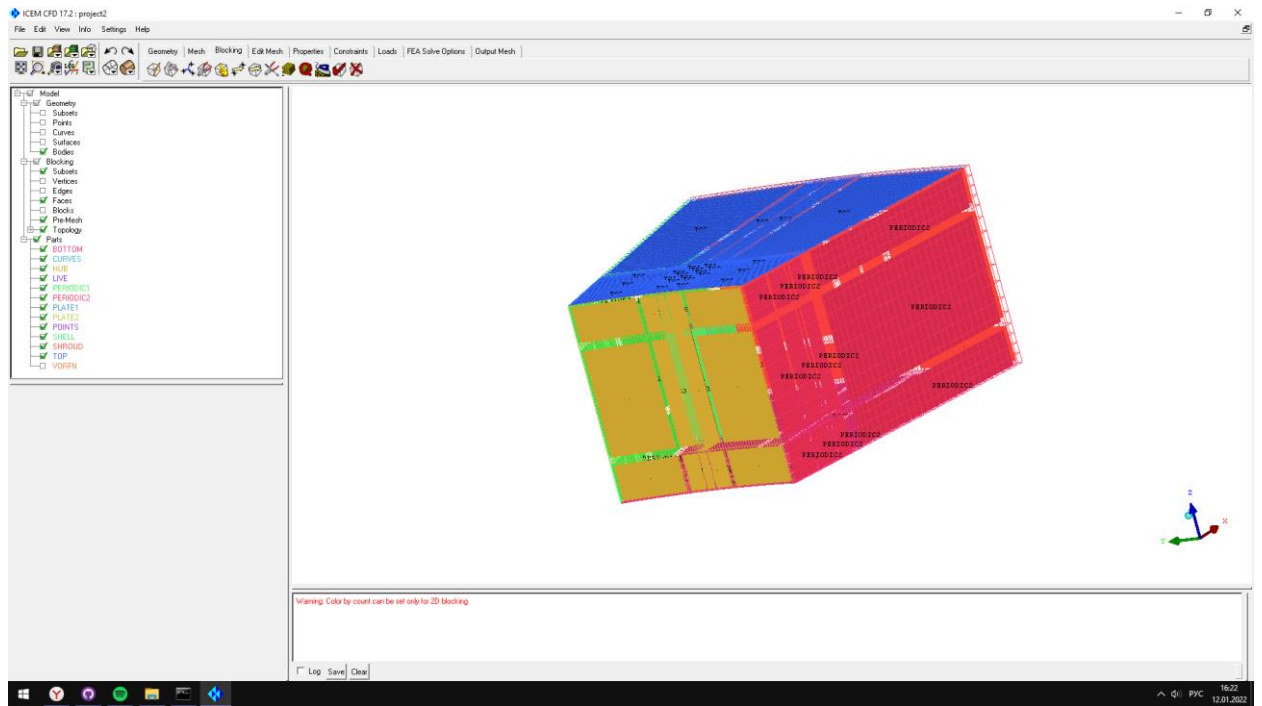 ICEM CFD 17.2 : project2
File Edit View Info Settings Help
Geometry Mesh Blocking Edit Mesh Properties Constraints Loads FEA Solve Options Output Mesh
Model
Geometry
Subsets
Points
Curves
Surfaces
Bodies
Blocking
Subsets
Vertices
Edges
Faces
Blocks
Pre-Mesh
Topology
Parts
BOTTOM
CURVES
HUB
LIVE
PERIODIC1
PERIODIC2
PLATE1
PLATE2
POINTS
SHELL
SHROUD
TOP
VORFN
PERIODIC2
PERIODIC2
PERIODIC2
PERIODIC2
PERIODIC2
PERIODIC2
PERIODIC2
PERIODIC2
PERIODIC2
PERIODIC2
PERIODIC2
PERIODIC2
Z
X
Y
Warning: Color by count can be set only for 2D blocking
Log Save Clear
РУС
16:22
12.01.2022